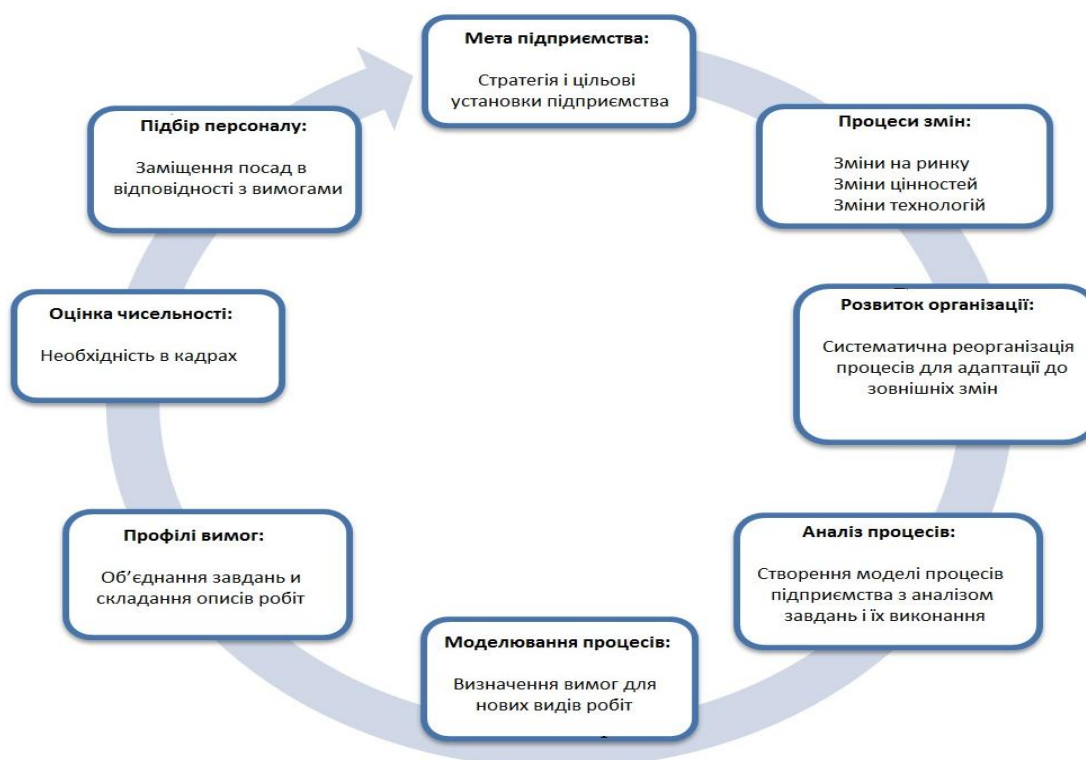 Мета підприємства:
Стратегія і цільові
установки підприємства
Процеси змін:
Зміни на ринку
Зміни цінностей
Зміни технологій
Розвиток організації:
Систематична реорганізація
процесів для адаптації до
зовнішніх змін
Аналіз процесів:
Створення моделі процесів
підприємства з аналізом
завдань і їх виконання
Моделювання процесів:
Визначення вимог для
нових видів робіт
Профілі вимог:
Об’єднання завдань и
складання описів робіт
Оцінка чисельності:
Необхідність в кадрах
Підбір персоналу:
Заміщення посад в
відповідності з вимогами